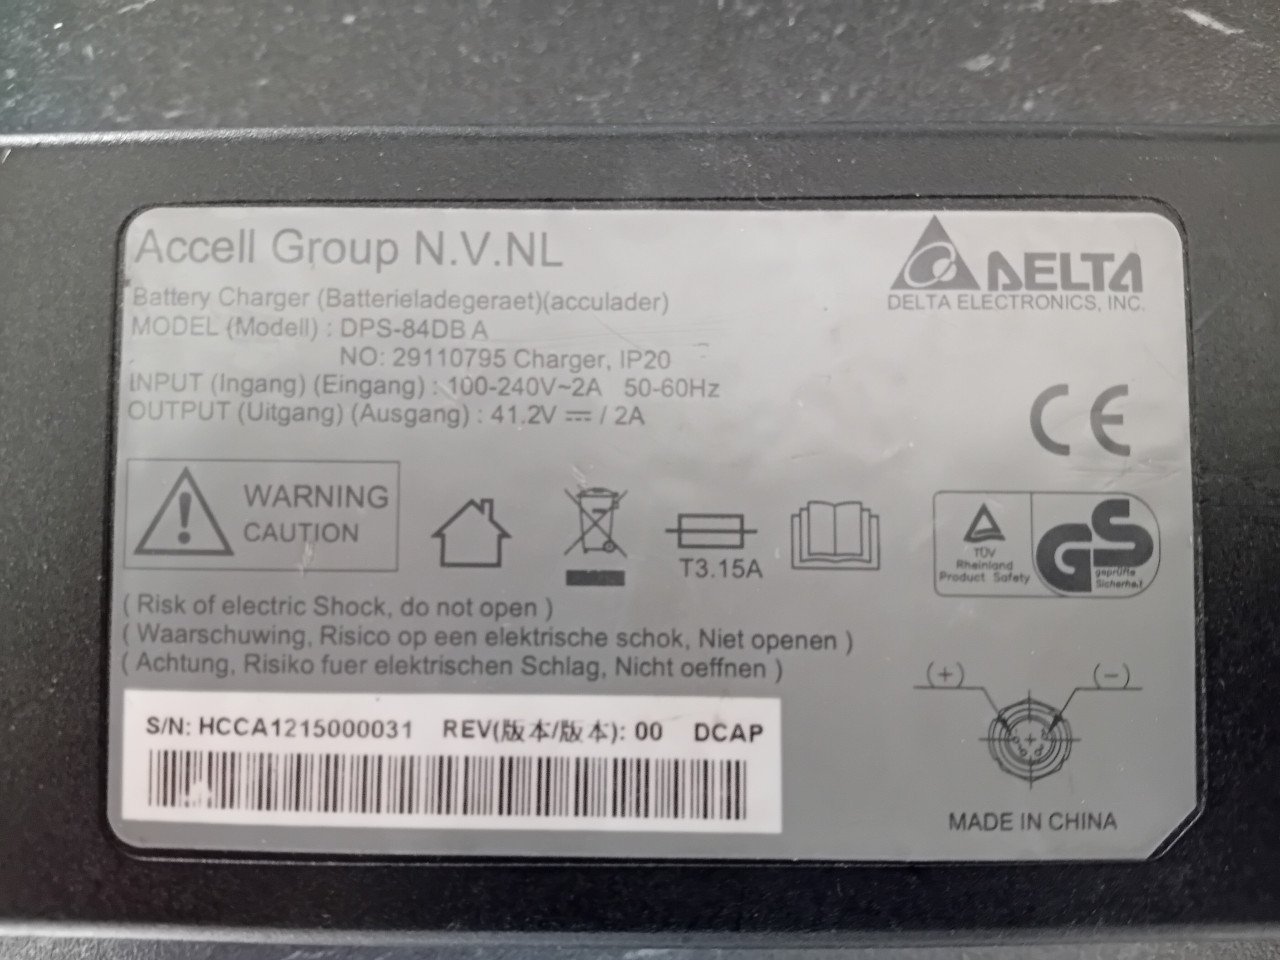 Accell Group N.V.NL
DELTA
DELTA ELECTRONICS, INC.
Battery Charger (Batterieladegeraet)(acculader)
MODEL (Modell) : DPS-84DB A
NO: 29110795 Charger, IP20
INPUT (Ingang) (Eingang) : 100-240V~2A 50-60Hz
OUTPUT (Uitgang) (Ausgang) : 41.2V ⎓ / 2A
CE
WARNING
CAUTION
T3.15A
TÜV
Rheinland
Product Safety
GS
geprüfte
Sicherheit
( Risk of electric Shock, do not open )
( Waarschuwing, Risico op een elektrische schok, Niet openen )
( Achtung, Risiko fuer elektrischen Schlag, Nicht oeffnen )
(+) (−)
S/N: HCCA1215000031 REV(版本/版本): 00 DCAP
MADE IN CHINA